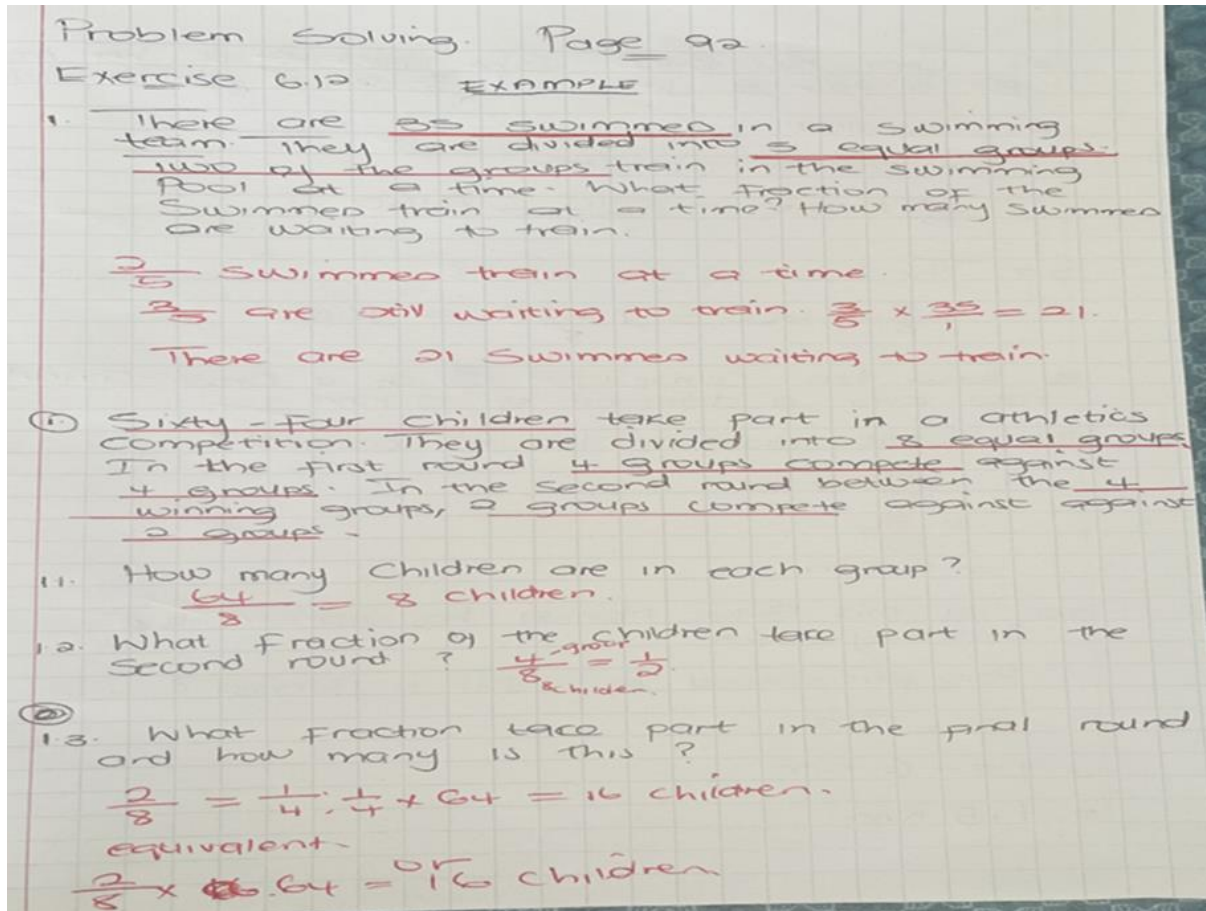 Problem Solving. Page 92.
Exercise 6.12 EXAMPLE
1. There are 35 swimmers in a swimming
team. They are divided into 5 equal groups.
Two of the groups train in the swimming
Pool at a time. What fraction of the
Swimmers train at a time? How many swimmers
are waiting to train.
2/5 swimmers train at a time.
3/5 are waiting to train. 3/5 x 35/1 = 21.
There are 21 Swimmers waiting to train.
1. Sixty-Four children take part in a athletics
competition. They are divided into 8 equal groups
In the first round 4 groups compete against
4 groups. In the second round between the 4
winning groups, 2 groups compete against against
2 groups.
1.1. How many Children are in each group?
64/8 = 8 children.
1.2. What Fraction of the children take part in the
Second round? 4/8 = 1/2.
1.3. What Fraction take part in the final round
and how many is this?
2/8 = 1/4 ; 1/4 x 64 = 16 children.
equivalent.
or
2/8 x 64 = 16 children